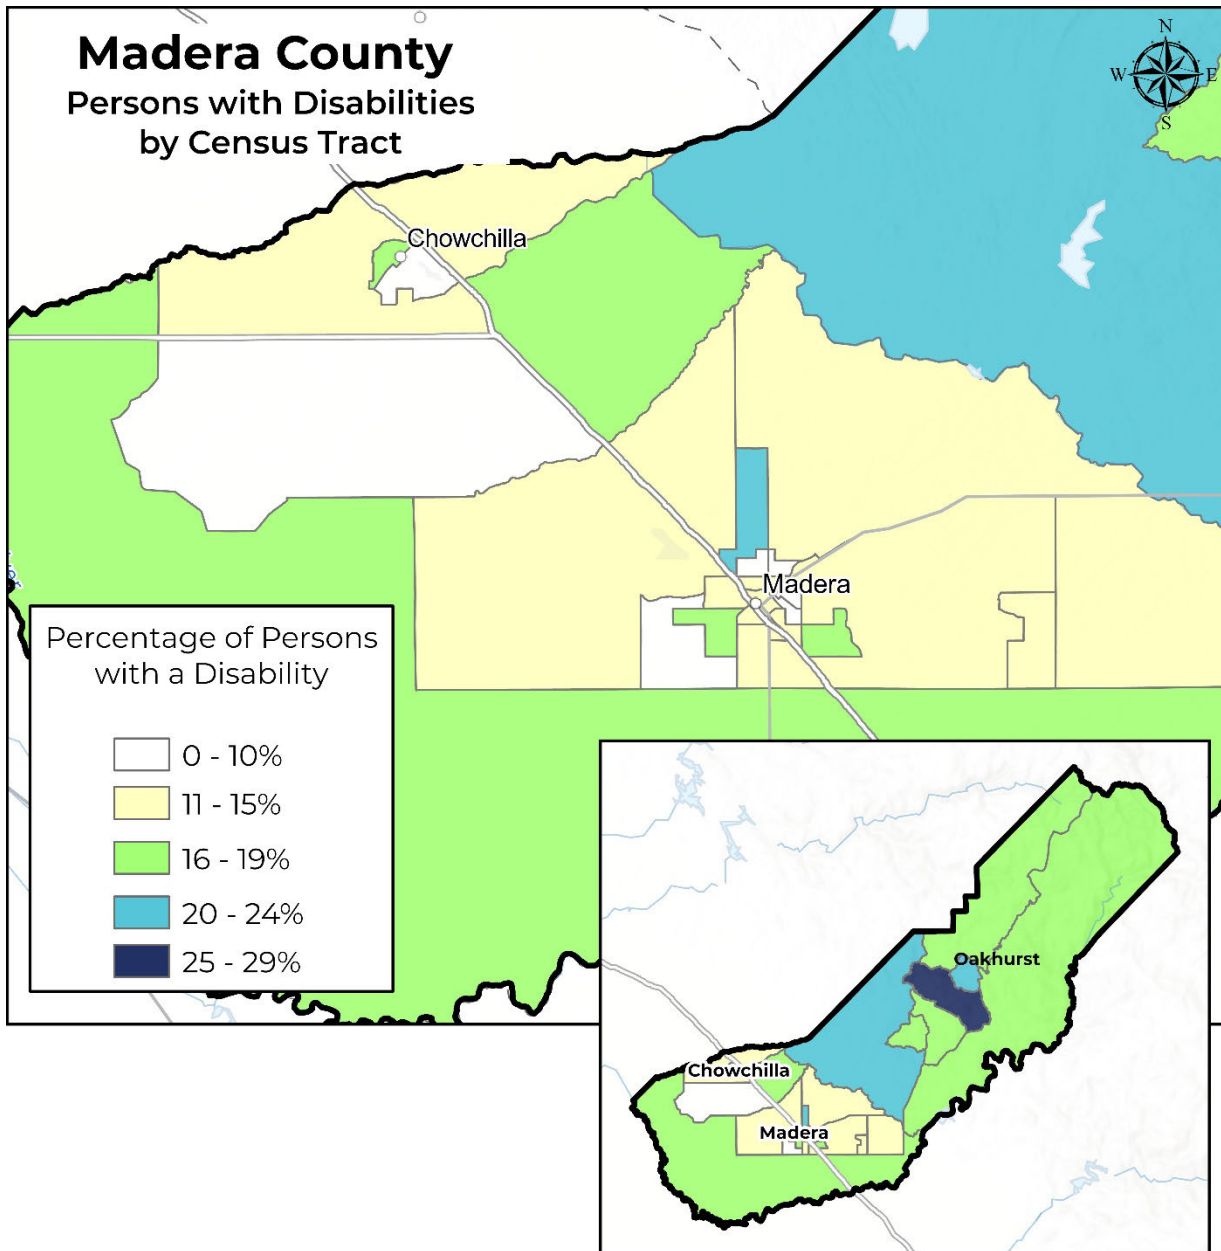 Madera County
Persons with Disabilities
by Census Tract
N
W E
S
Chowchilla
Madera
Percentage of Persons
with a Disability
0 - 10%
11 - 15%
16 - 19%
20 - 24%
25 - 29%
Oakhurst
Chowchilla
Madera